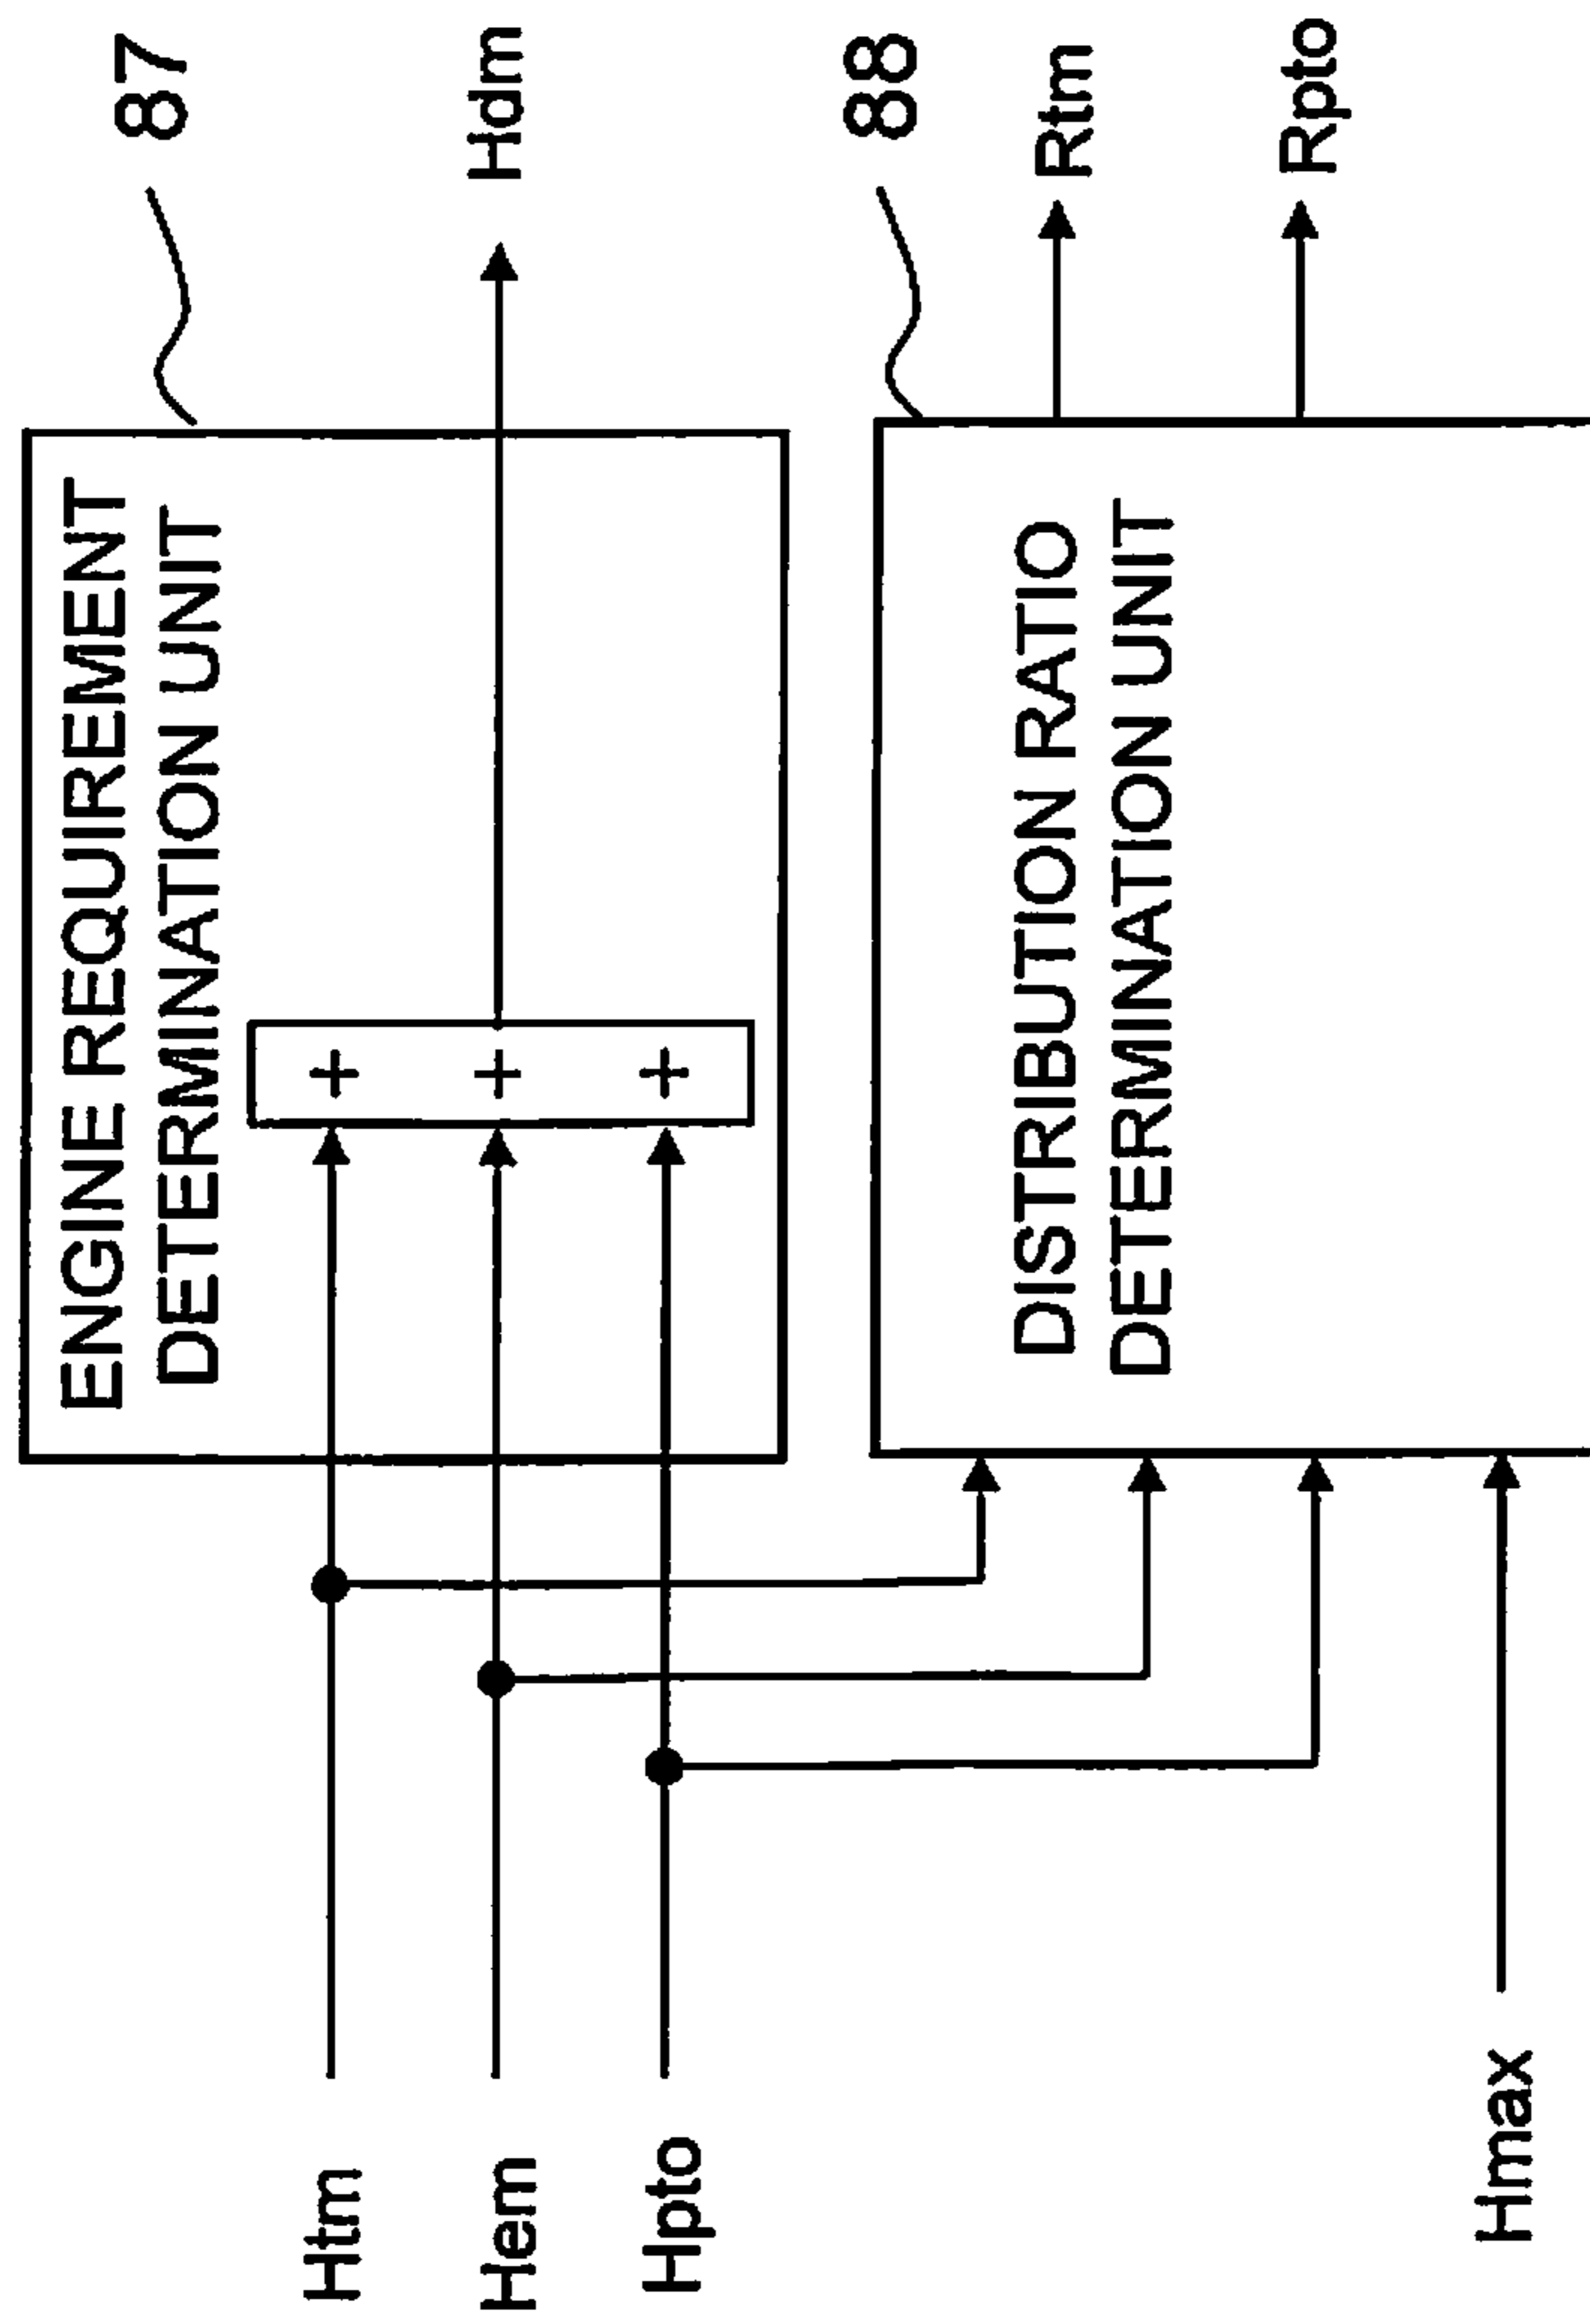 87
ENGINE REQUIREMENT
DETERMINATION UNIT
Htm
+
Hem
+
Hdm
Hpto
+
88
DISTRIBUTION RATIO
DETERMINATION UNIT
Rtm
Rpto
Hmax